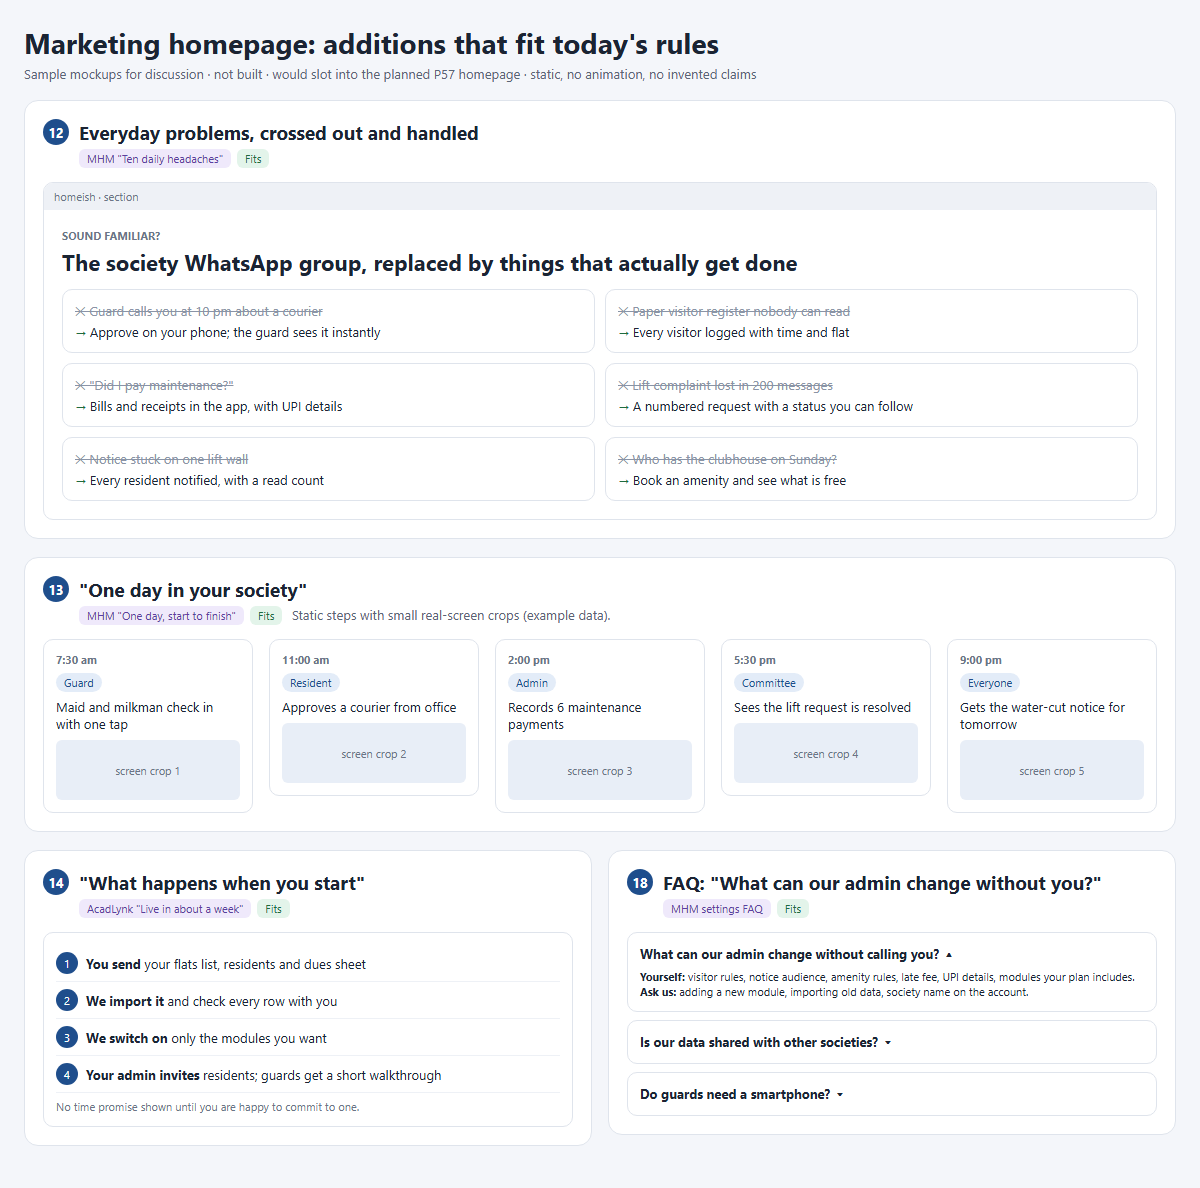 Marketing homepage: additions that fit today's rules
Sample mockups for discussion · not built · would slot into the planned P57 homepage · static, no animation, no invented claims
12 Everyday problems, crossed out and handled
MHM "Ten daily headaches" Fits
homeish · section
SOUND FAMILIAR?
The society WhatsApp group, replaced by things that actually get done
✕ Guard calls you at 10 pm about a courier
→ Approve on your phone; the guard sees it instantly
✕ Paper visitor register nobody can read
→ Every visitor logged with time and flat
✕ "Did I pay maintenance?"
→ Bills and receipts in the app, with UPI details
✕ Lift complaint lost in 200 messages
→ A numbered request with a status you can follow
✕ Notice stuck on one lift wall
→ Every resident notified, with a read count
✕ Who has the clubhouse on Sunday?
→ Book an amenity and see what is free
13 "One day in your society"
MHM "One day, start to finish" Fits Static steps with small real-screen crops (example data).
7:30 am
Guard
Maid and milkman check in
with one tap
screen crop 1
11:00 am
Resident
Approves a courier from office
screen crop 2
2:00 pm
Admin
Records 6 maintenance
payments
screen crop 3
5:30 pm
Committee
Sees the lift request is resolved
screen crop 4
9:00 pm
Everyone
Gets the water-cut notice for
tomorrow
screen crop 5
14 "What happens when you start"
AcadLynk "Live in about a week" Fits
1 You send your flats list, residents and dues sheet
2 We import it and check every row with you
3 We switch on only the modules you want
4 Your admin invites residents; guards get a short walkthrough
No time promise shown until you are happy to commit to one.
18 FAQ: "What can our admin change without you?"
MHM settings FAQ Fits
What can our admin change without calling you? ▴
Yourself: visitor rules, notice audience, amenity rules, late fee, UPI details, modules your plan includes.
Ask us: adding a new module, importing old data, society name on the account.
Is our data shared with other societies? ▾
Do guards need a smartphone? ▾